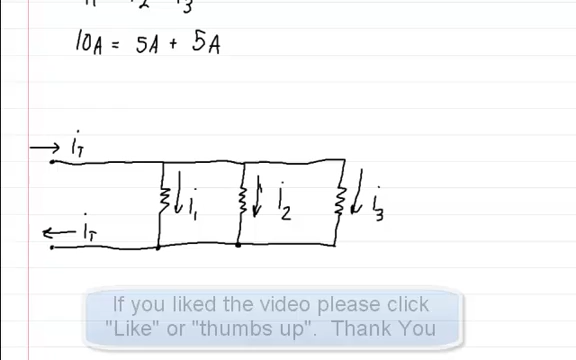 10A = 5A + 5A
iT
i1
i2
i3
iT
If you liked the video please click
"Like" or "thumbs up". Thank You